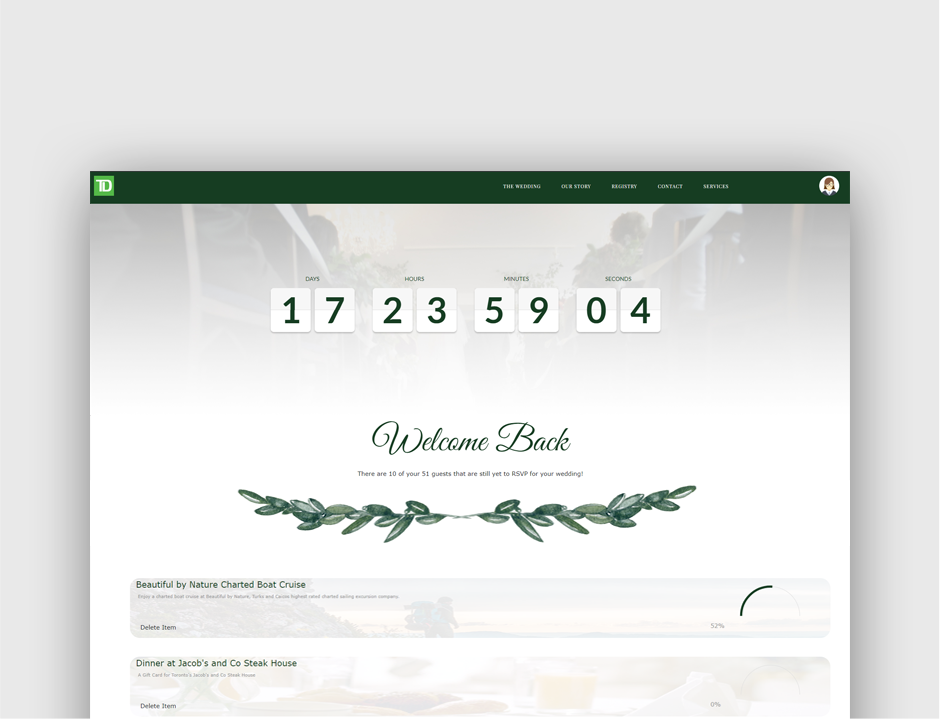 TD
THE WEDDING OUR STORY REGISTRY CONTACT SERVICES
DAYS HOURS MINUTES SECONDS
17 23 59 04
Welcome Back
There are 10 of your 51 guests that are still yet to RSVP for your wedding!
Beautiful by Nature Charted Boat Cruise
Enjoy a charted boat cruise at Beautiful by Nature, Turks and Caicos highest rated charted sailing excursion company.
Delete Item
52%
Dinner at Jacob's and Co Steak House
A Gift Card for Toronto's Jacob's and Co Steak House
Delete Item
0%